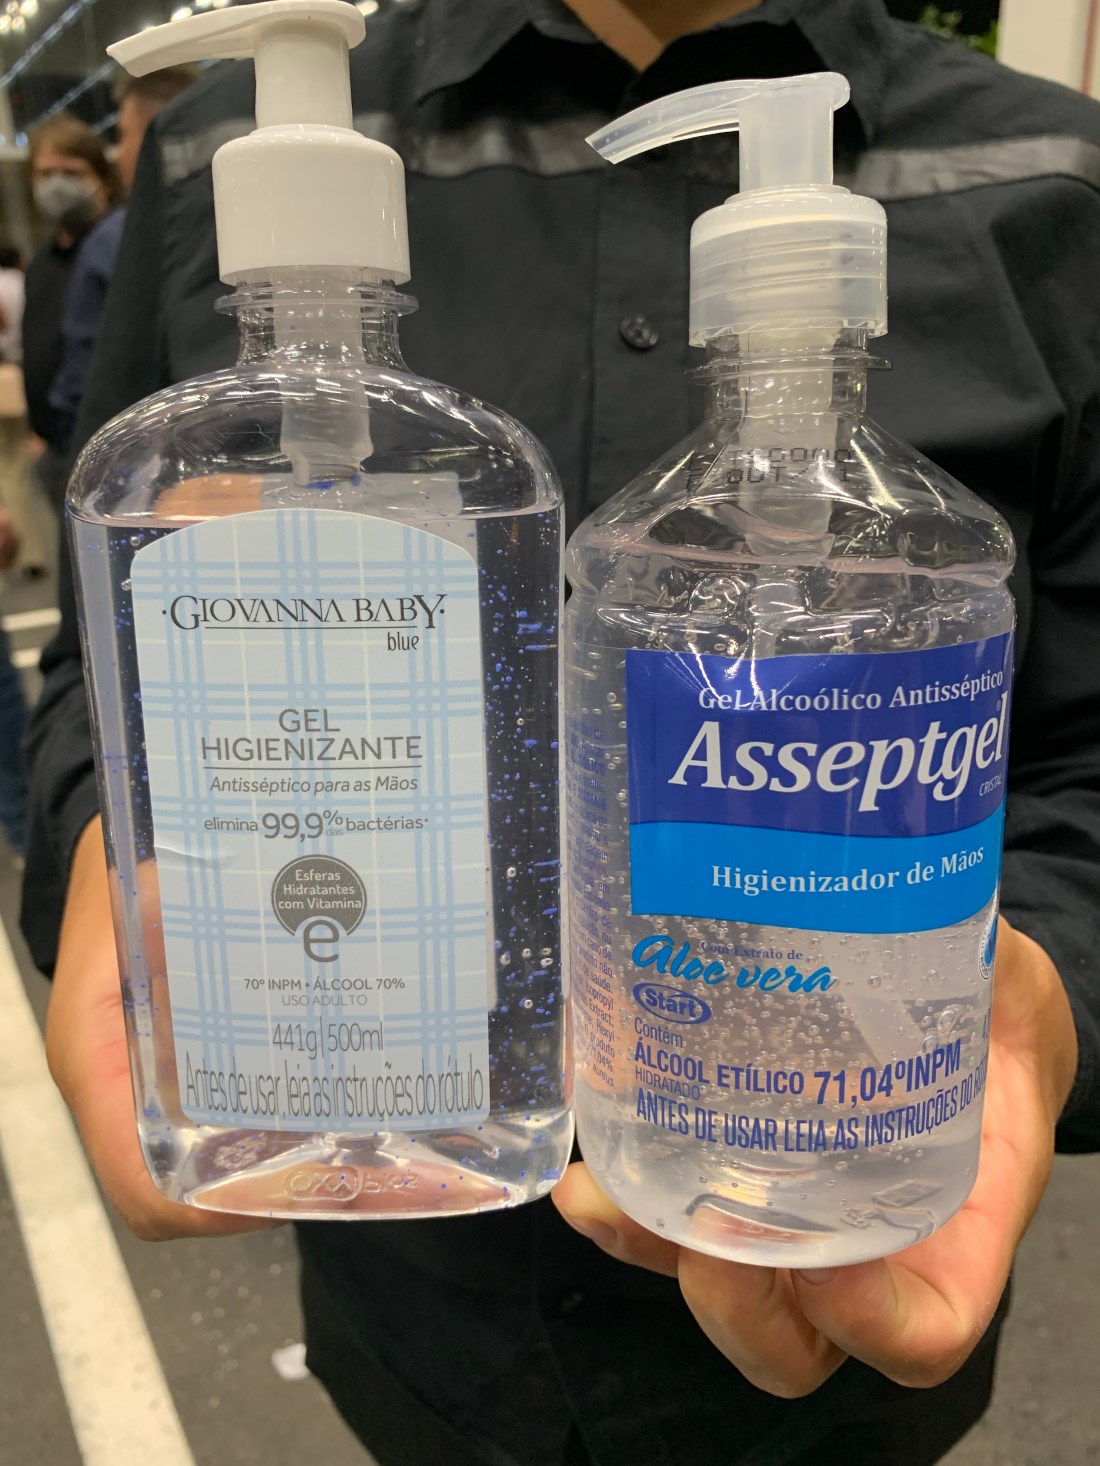 GIOVANNA BABY
blue
GEL
HIGIENIZANTE
Antisséptico para as Mãos
elimina 99,9% das bactérias*
Esferas
Hidratantes
com Vitamina
e
70º INPM • ÁLCOOL 70%
USO ADULTO
441g|500ml
Antes de usar, leia as instruções do rótulo
Gel Alcoólico Antisséptico
Asseptgel
CRISTAL
Higienizador de Mãos
Com Extrato de
Aloe vera
Start
Contém
ÁLCOOL ETÍLICO 71,04ºINPM
HIDRATADO
ANTES DE USAR LEIA AS INSTRUÇÕES DO